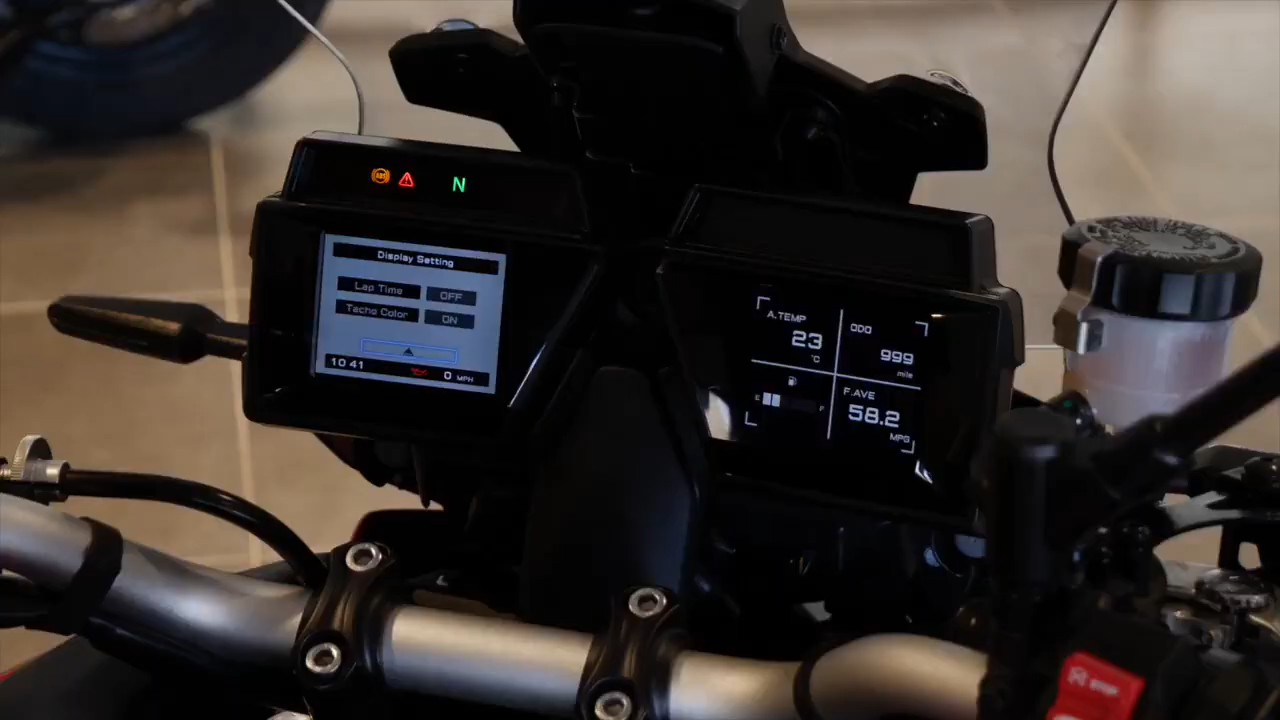 ABS
N
Display Setting
Lap Time OFF
Tacho Color ON
10:41 0 MPH
A.TEMP
23
°C
ODO
999
mile
E F
F.AVE
58.2
MPG